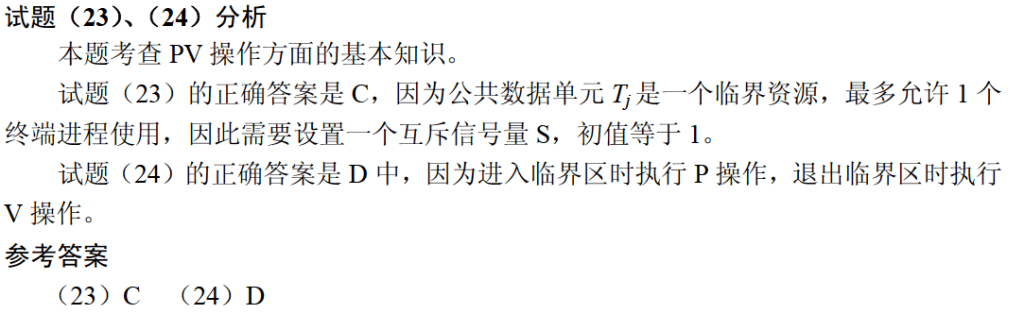 试题（23）、（24）分析
本题考查 PV 操作方面的基本知识。
试题（23）的正确答案是 C，因为公共数据单元 Tj 是一个临界资源，最多允许 1 个
终端进程使用，因此需要设置一个互斥信号量 S，初值等于 1。
试题（24）的正确答案是 D 中，因为进入临界区时执行 P 操作，退出临界区时执行
V 操作。
参考答案
（23）C （24）D